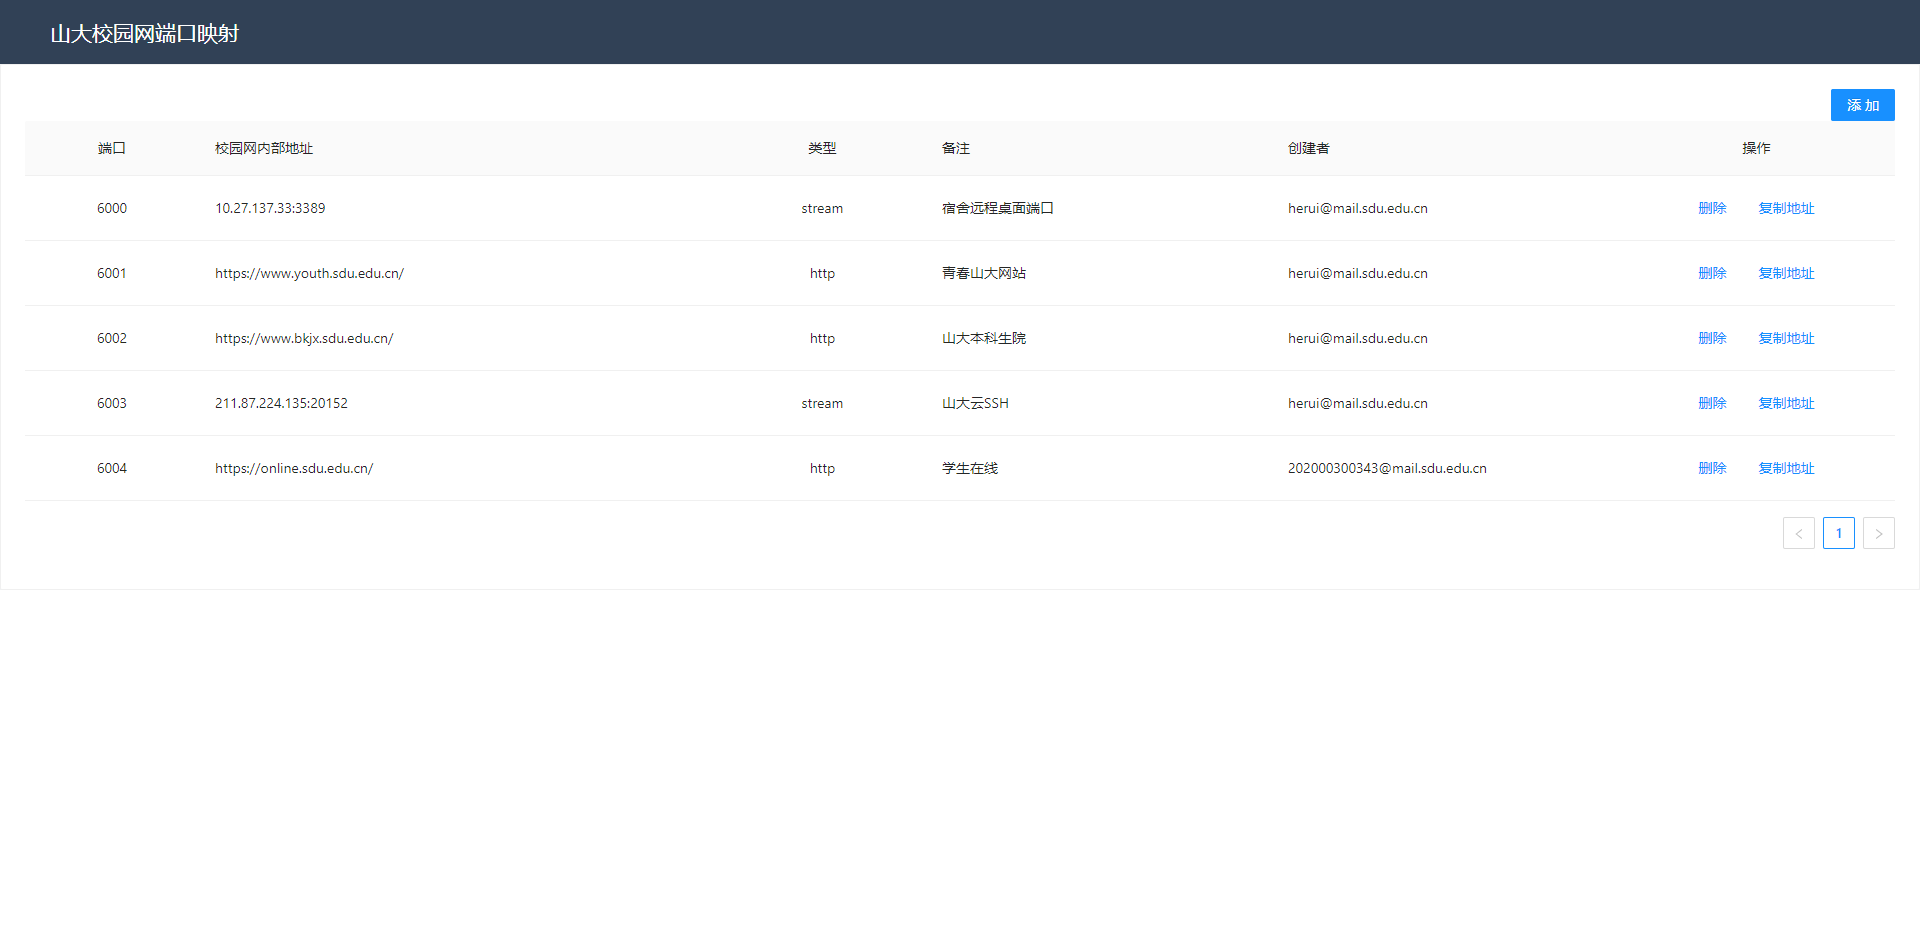 山大校园网端口映射
添 加
端口 校园网内部地址 类型 备注 创建者 操作
6000 10.27.137.33:3389 stream 宿舍远程桌面端口 herui@mail.sdu.edu.cn 删除 复制地址
6001 https://www.youth.sdu.edu.cn/ http 青春山大网站 herui@mail.sdu.edu.cn 删除 复制地址
6002 https://www.bkjx.sdu.edu.cn/ http 山大本科生院 herui@mail.sdu.edu.cn 删除 复制地址
6003 211.87.224.135:20152 stream 山大云SSH herui@mail.sdu.edu.cn 删除 复制地址
6004 https://online.sdu.edu.cn/ http 学生在线 202000300343@mail.sdu.edu.cn 删除 复制地址
< 1 >